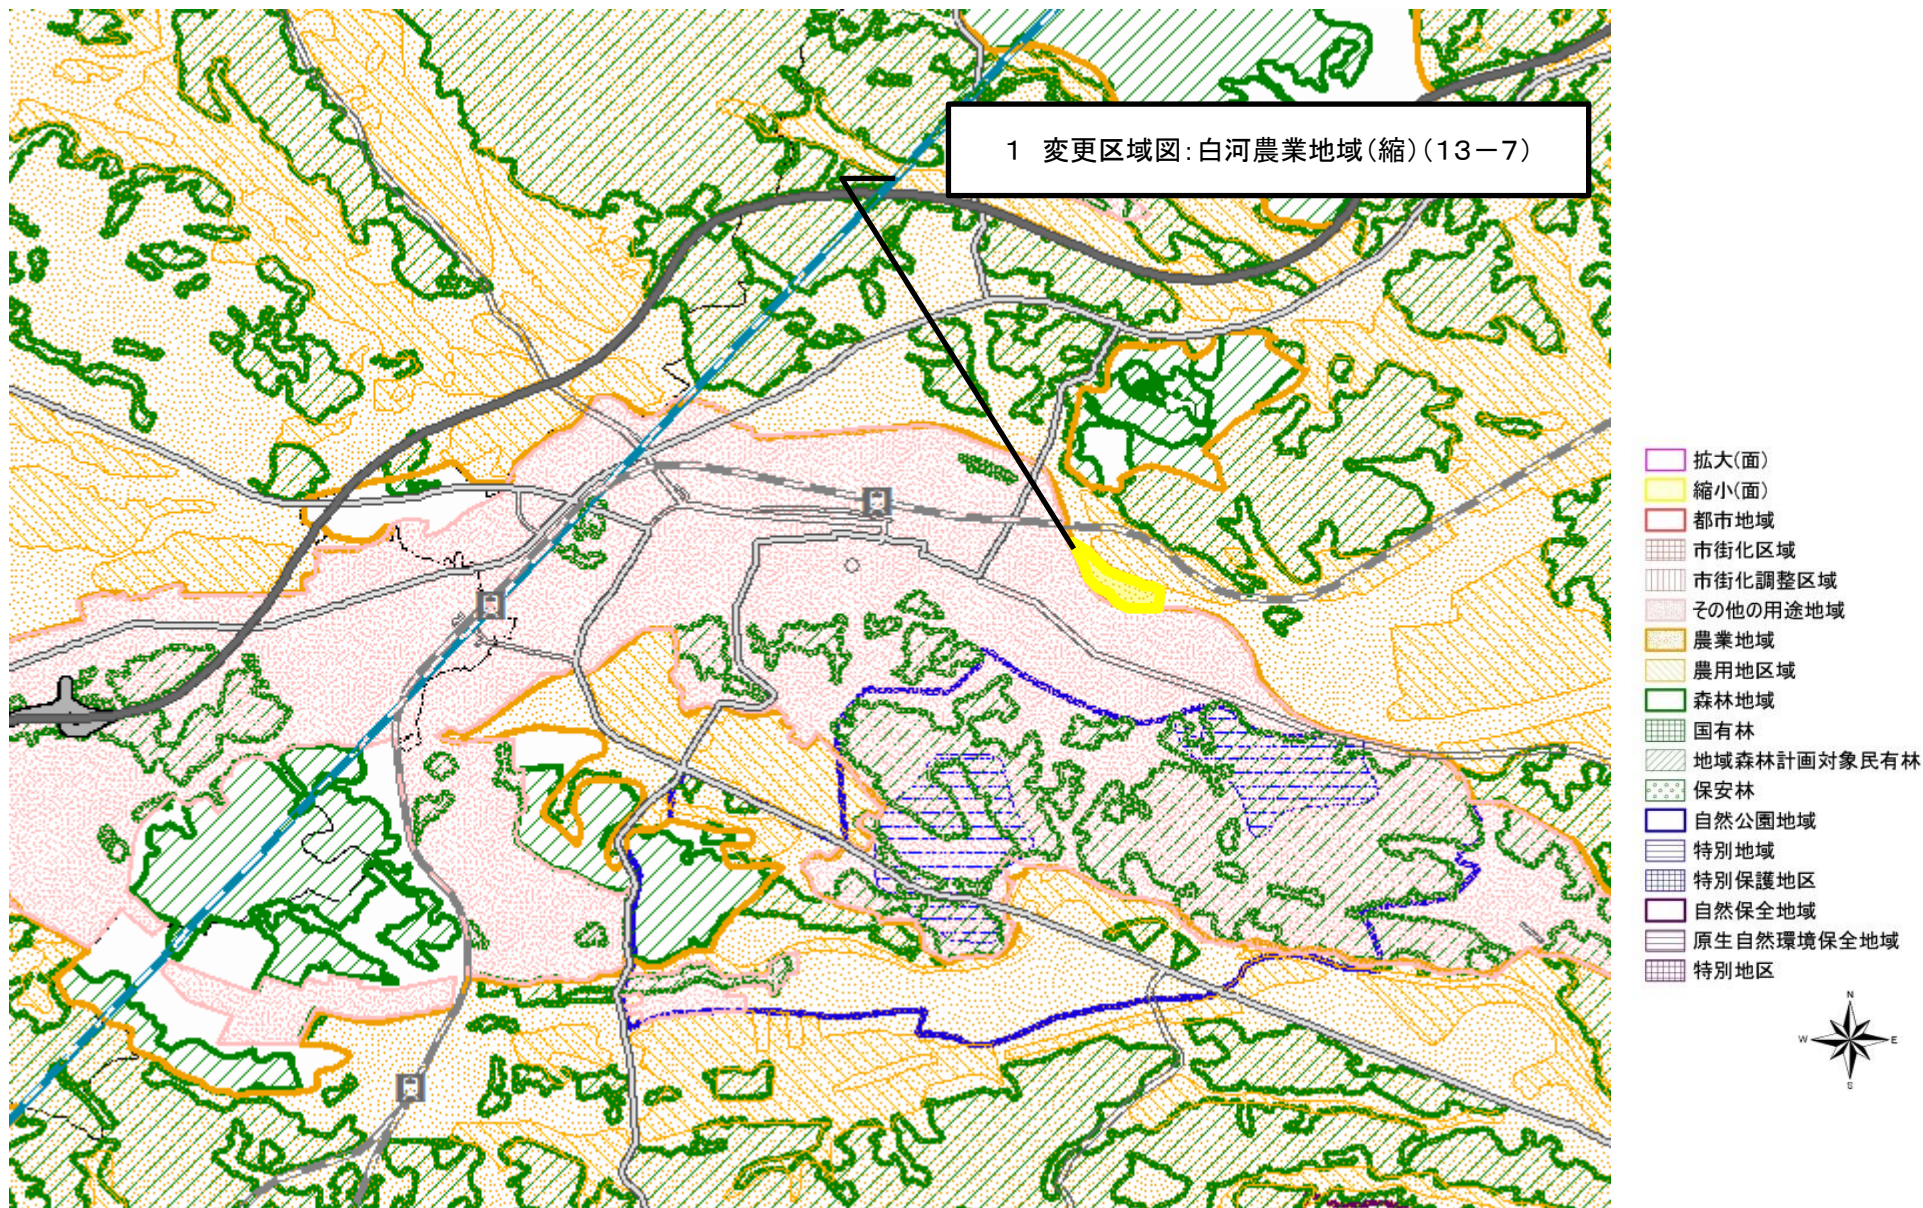 1 変更区域図:白河農業地域(縮)(13-7)
拡大(面)
縮小(面)
都市地域
市街化区域
市街化調整区域
その他の用途地域
農業地域
農用地区域
森林地域
国有林
地域森林計画対象民有林
保安林
自然公園地域
特別地域
特別保護地区
自然保全地域
原生自然環境保全地域
特別地区
N
W
E
S